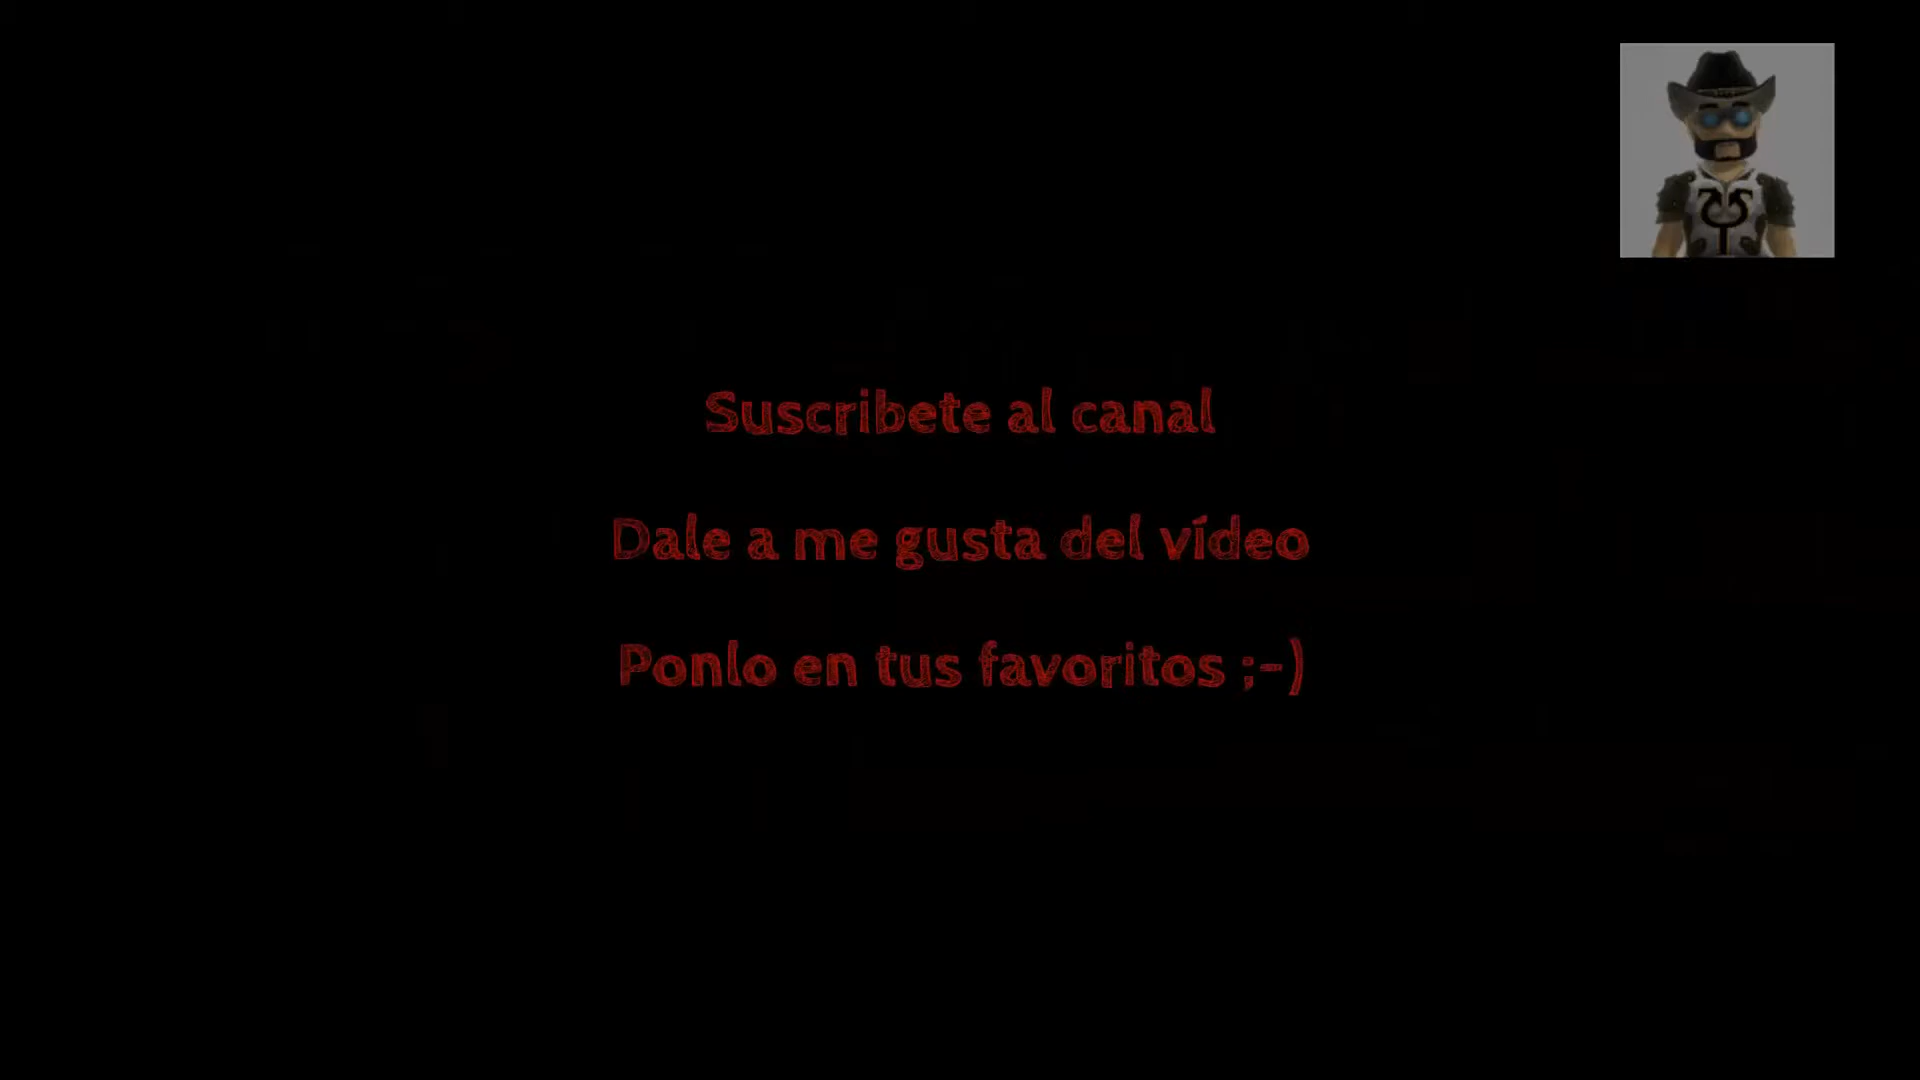 Suscribete al canal
Dale a me gusta del vídeo
Ponlo en tus favoritos ;-)